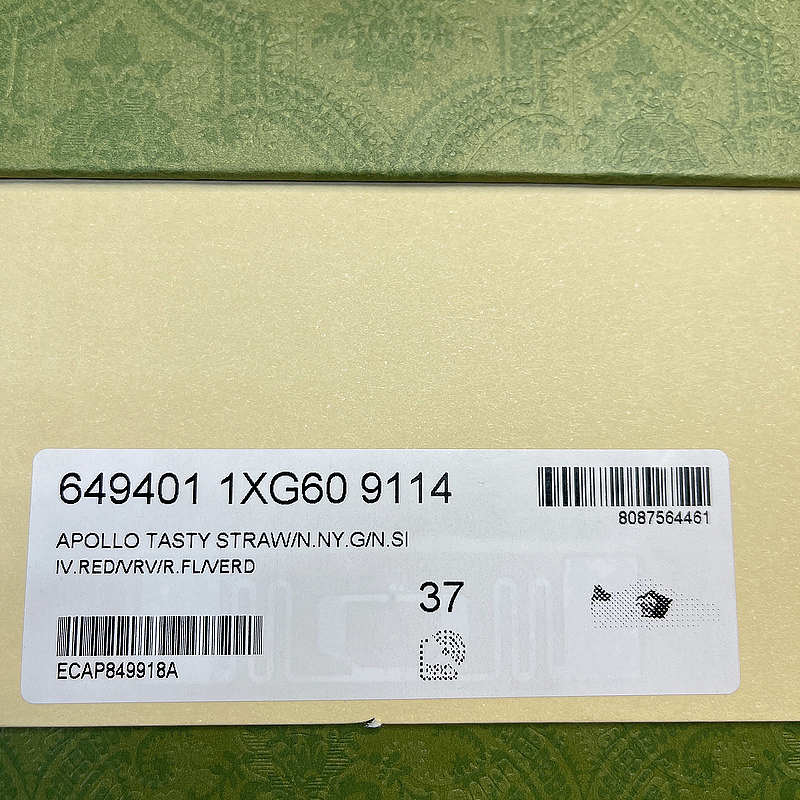 649401 1XG60 9114
8087564461
APOLLO TASTY STRAW/N.NY.G/N.SI
IV.RED/VRV/R.FL/VERD
37
ECAP849918A